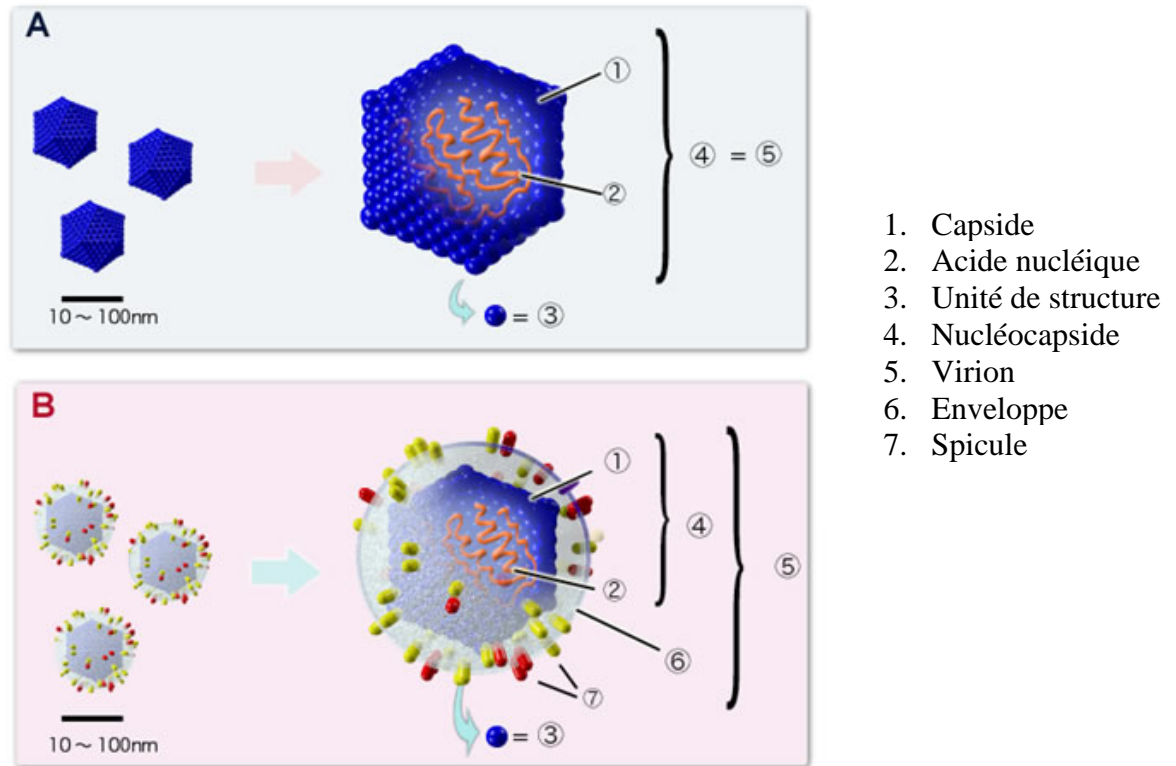 A
①
②
④ = ⑤
= ③
10 ~ 100nm
B
①
④
⑤
②
⑥
⑦
= ③
10 ~ 100nm
1. Capside
2. Acide nucléique
3. Unité de structure
4. Nucléocapside
5. Virion
6. Enveloppe
7. Spicule